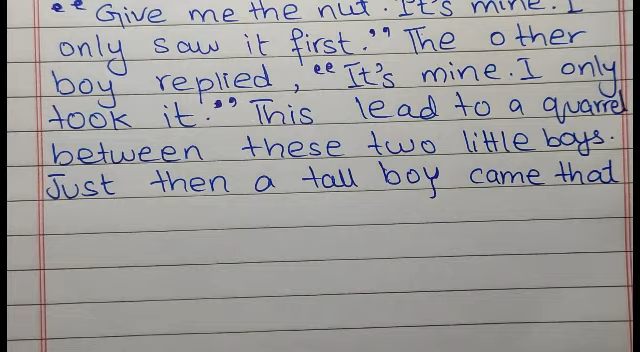 “ Give me the nut. It's mine. I
only saw it first.” The other
boy replied, “ It's mine. I only
took it.” This lead to a quarrel
between these two little boys.
Just then a tall boy came that